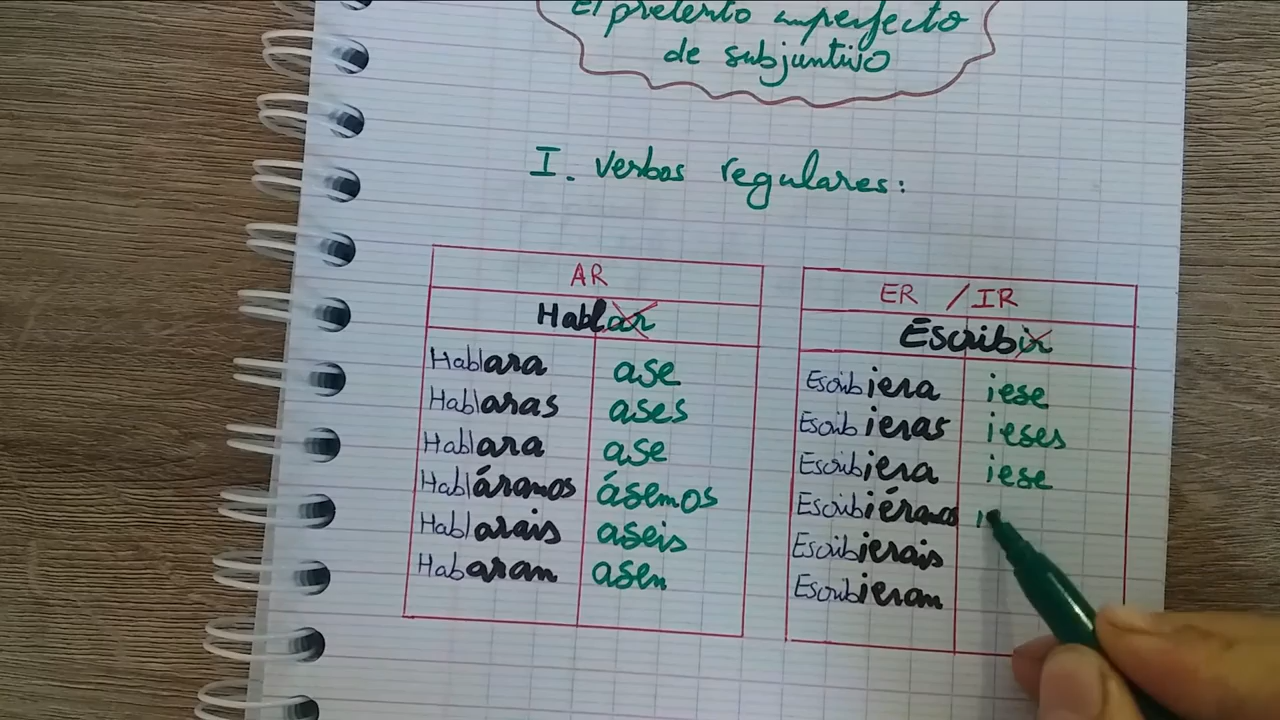 El pretérito imperfecto
de subjuntivo
I. Verbos regulares:
AR
Hablar
Hablara ase
Hablaras ases
Hablara ase
Habláramos ásemos
Hablarais aseis
Habaran asen
ER / IR
Escribir
Escribiera iese
Escribieras ieses
Escribiera iese
Escribiéramos i
Escribierais
Escribieran